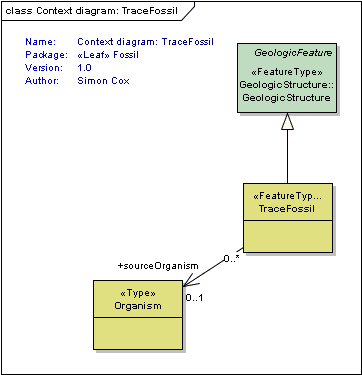 class Context diagram: TraceFossil
Name: Context diagram: TraceFossil
Package: «Leaf» Fossil
Version: 1.0
Author: Simon Cox
GeologicFeature
«FeatureType»
GeologicStructure::
GeologicStructure
«FeatureTyp...
TraceFossil
0..*
+sourceOrganism
0..1
«Type»
Organism